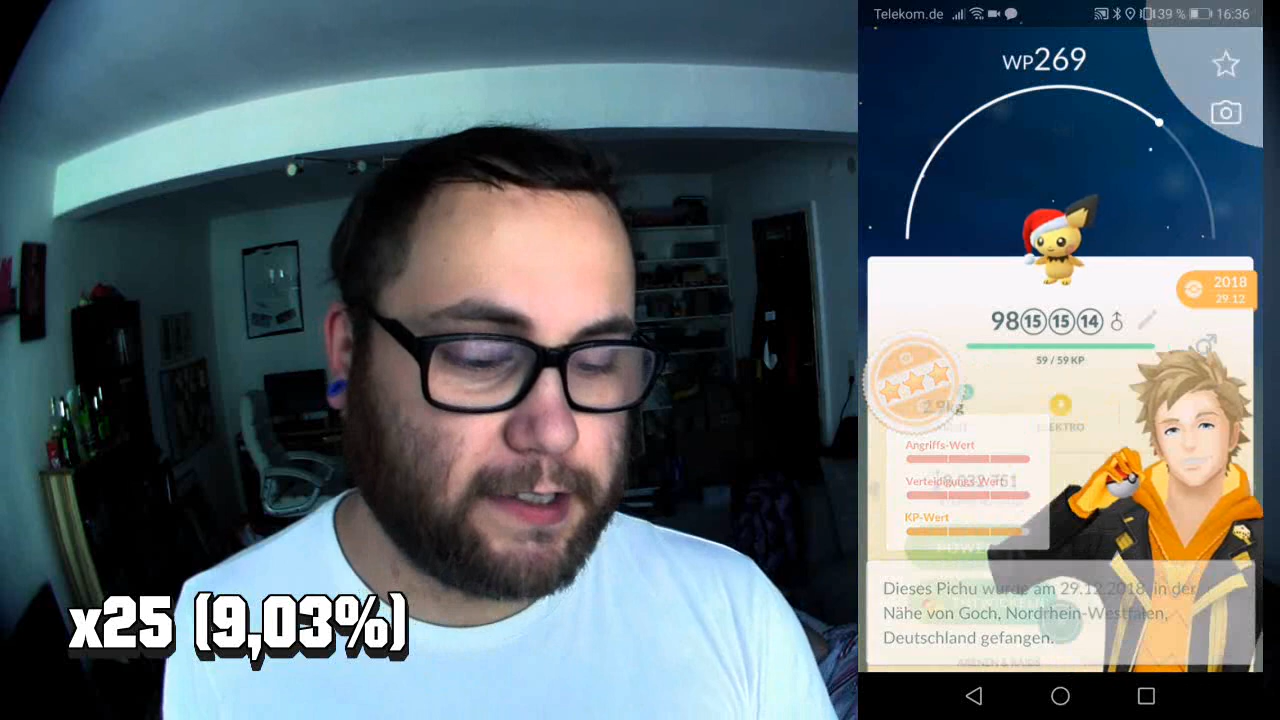 Telekom.de
39 % 16:36
WP269
2018
29.12
98 15 15 14 ♂
59 / 59 KP
2.9kg
ELEKTRO
Angriffs-Wert
Verteidigungs-Wert
KP-Wert
Dieses Pichu wurde am 29.12.2018 in der
Nähe von Goch, Nordrhein-Westfalen,
Deutschland gefangen.
x25 (9,03%)